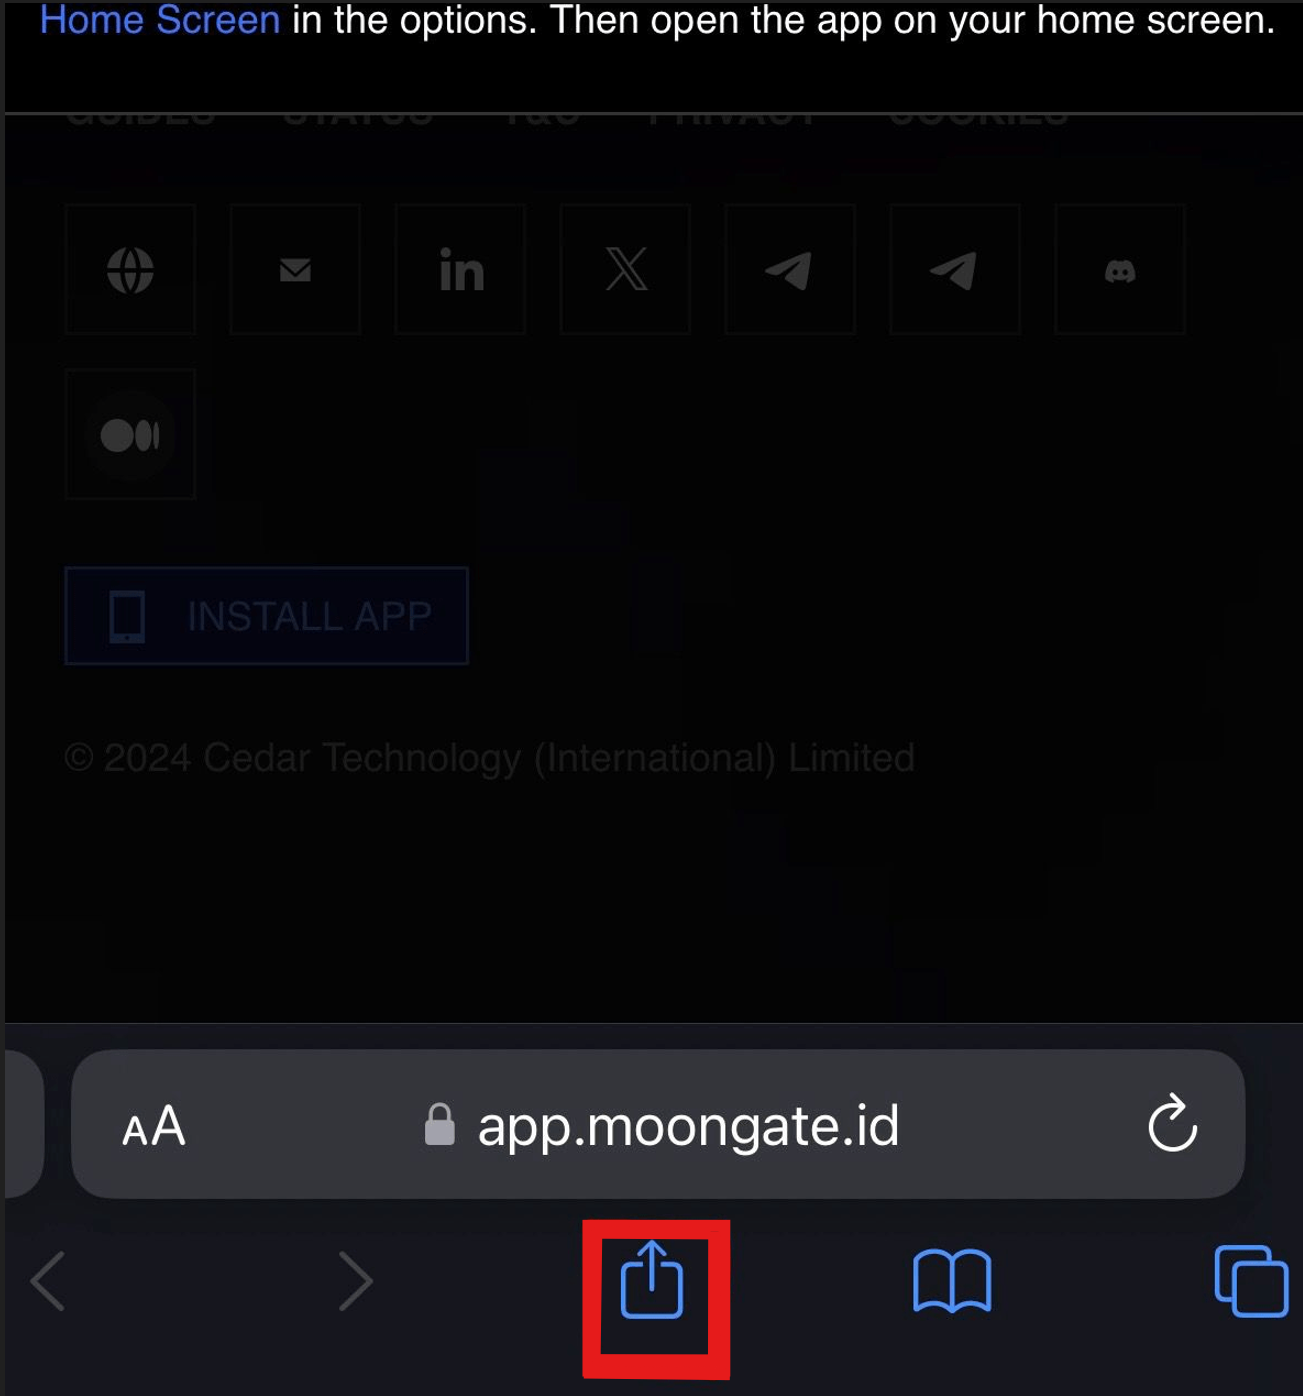 Home Screen in the options. Then open the app on your home screen.
GUIDES STATUS T&C PRIVACY COOKIES
in
INSTALL APP
© 2024 Cedar Technology (International) Limited
AA app.moongate.id